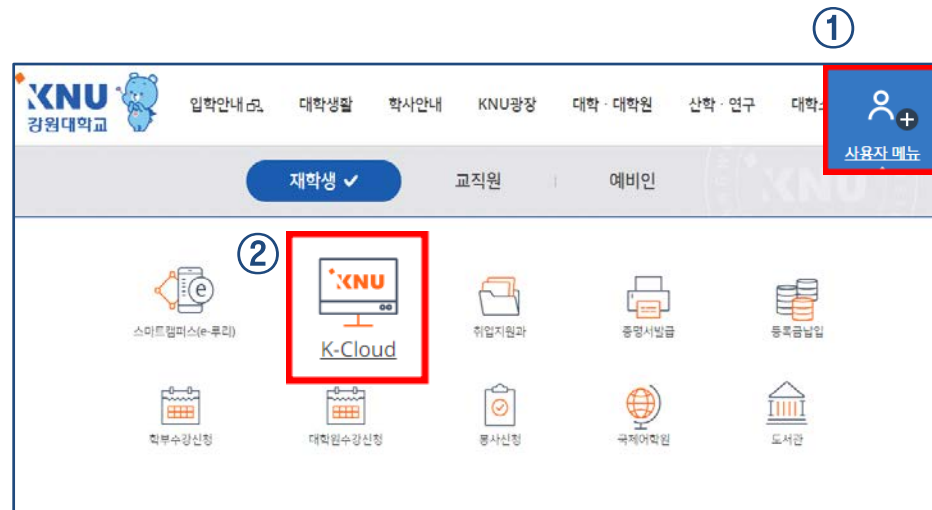 ①
KNU
강원대학교
입학안내
대학생활
학사안내
KNU광장
대학 · 대학원
산학 · 연구
사용자 메뉴
재학생
교직원
예비인
②
스마트캠퍼스(e-루리)
KNU
K-Cloud
취업지원과
증명서발급
등록금납입
학부수강신청
대학원수강신청
봉사신청
국제어학원
도서관